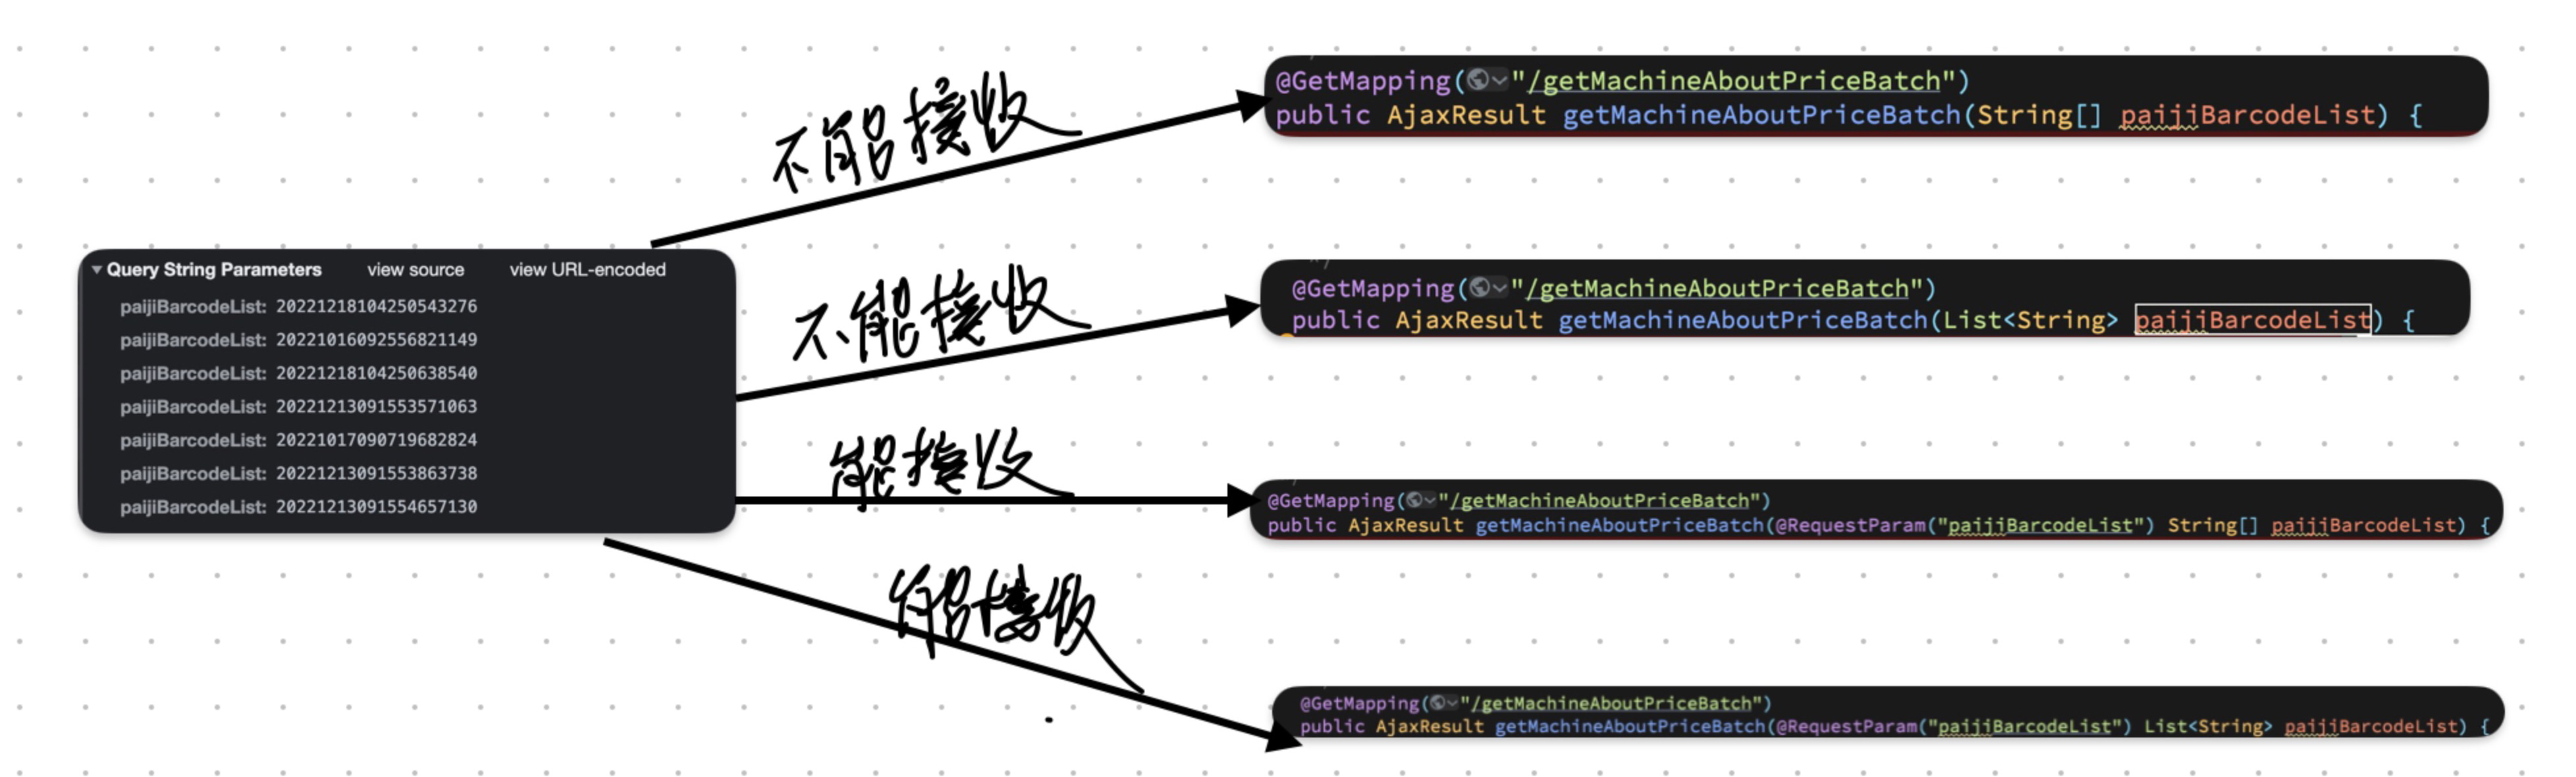 不能接收
@GetMapping("/getMachineAboutPriceBatch")
public AjaxResult getMachineAboutPriceBatch(String[] paijiBarcodeList) {
Query String Parameters view source view URL-encoded
paijiBarcodeList: 20221218104250543276
paijiBarcodeList: 20221016092556821149
paijiBarcodeList: 20221218104250638540
paijiBarcodeList: 20221213091553571063
paijiBarcodeList: 20221017090719682824
paijiBarcodeList: 20221213091553863738
paijiBarcodeList: 20221213091554657130
不能接收
@GetMapping("/getMachineAboutPriceBatch")
public AjaxResult getMachineAboutPriceBatch(List<String> paijiBarcodeList) {
能接收
@GetMapping("/getMachineAboutPriceBatch")
public AjaxResult getMachineAboutPriceBatch(@RequestParam("paijiBarcodeList") String[] paijiBarcodeList) {
能接收
@GetMapping("/getMachineAboutPriceBatch")
public AjaxResult getMachineAboutPriceBatch(@RequestParam("paijiBarcodeList") List<String> paijiBarcodeList) {